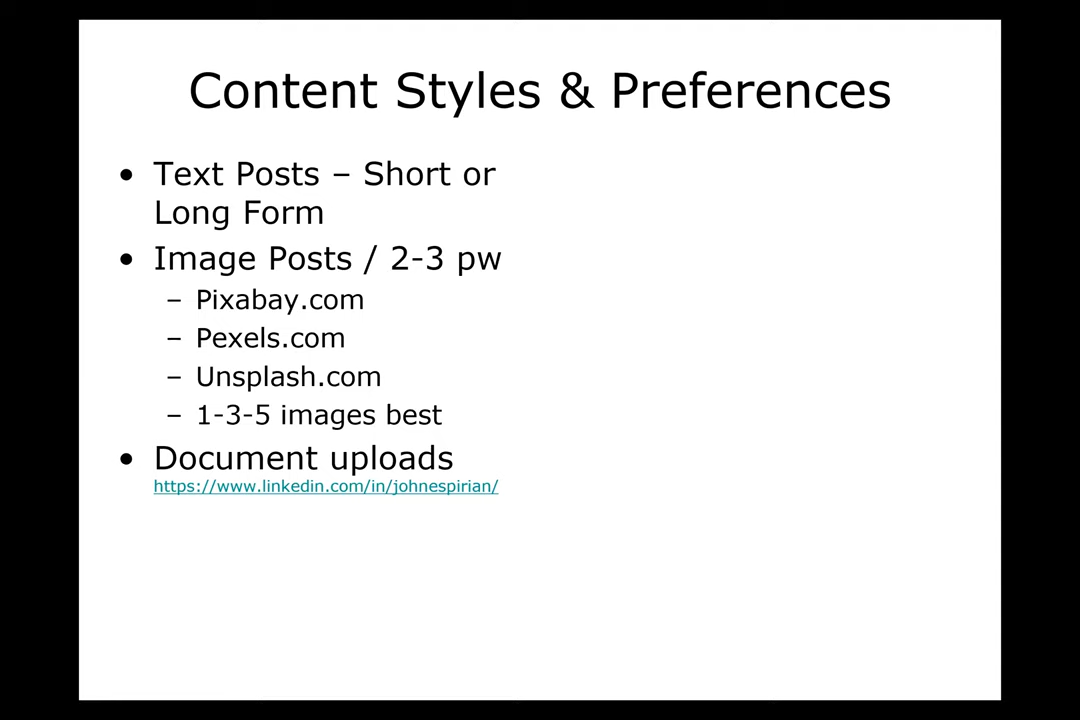 Content Styles & Preferences
• Text Posts – Short or
Long Form
• Image Posts / 2-3 pw
– Pixabay.com
– Pexels.com
– Unsplash.com
– 1-3-5 images best
• Document uploads
https://www.linkedin.com/in/johnespirian/